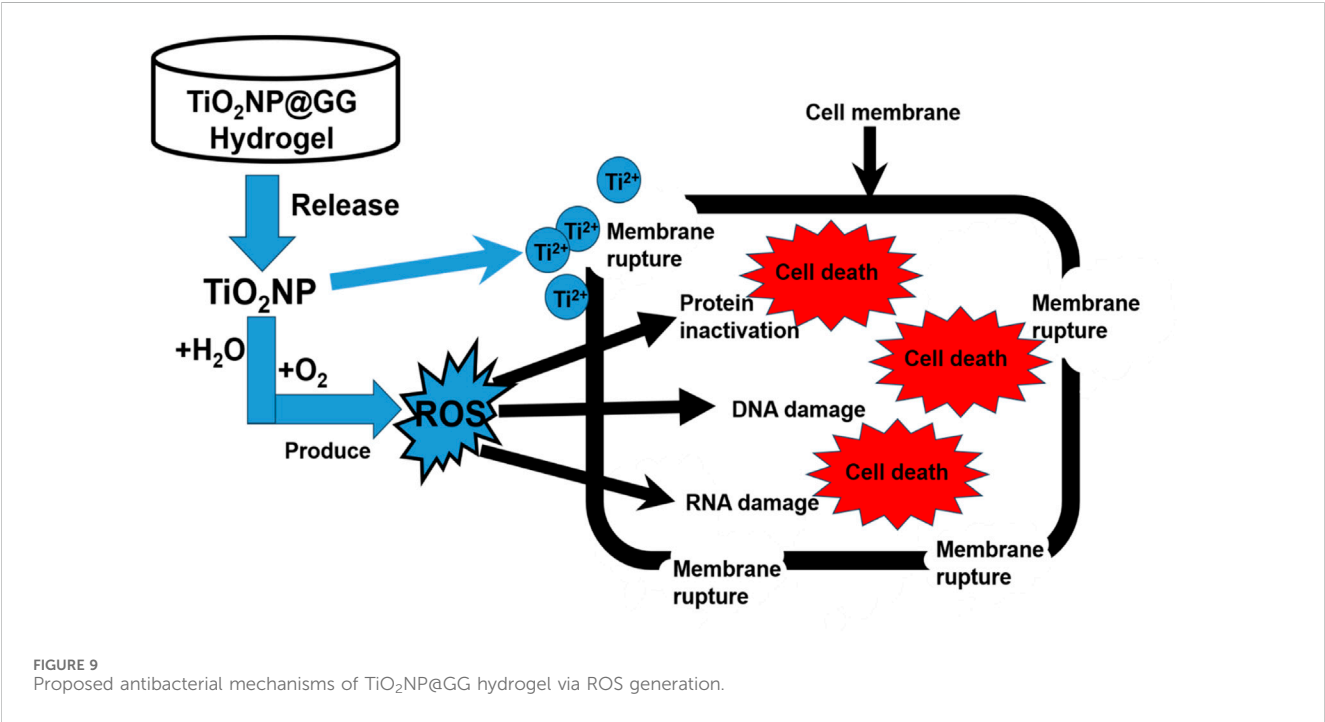 TiO₂NP@GG
Hydrogel
Release
TiO₂NP
+H₂O
+O₂
Produce
ROS
Ti²⁺
Ti²⁺
Ti²⁺
Ti²⁺
Cell membrane
Membrane
rupture
Cell death
Protein
inactivation
Membrane
rupture
Cell death
DNA damage
Cell death
RNA damage
Membrane
rupture
Membrane
rupture
FIGURE 9
Proposed antibacterial mechanisms of TiO₂NP@GG hydrogel via ROS generation.